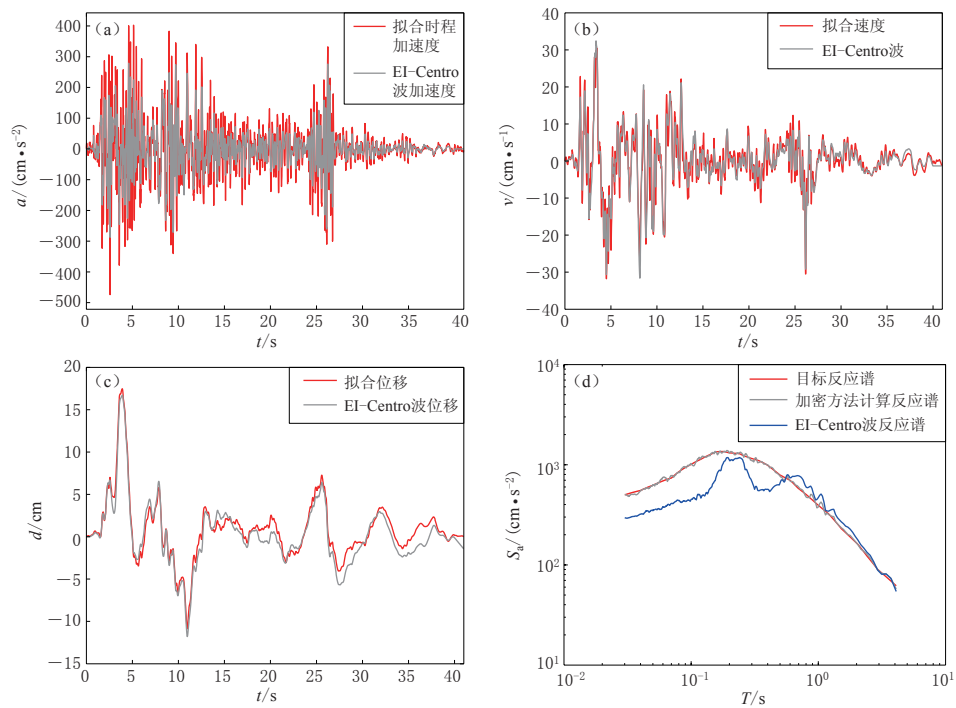 (a)
拟合时程
加速度
EI-Centro
波加速度
a/(cm•s⁻²)
400
300
200
100
0
−100
−200
−300
−400
−500
0 5 10 15 20 25 30 35 40
t/s
(b)
拟合速度
EI-Centro波
v/(cm•s⁻¹)
40
30
20
10
0
−10
−20
−30
−40
0 5 10 15 20 25 30 35 40
t/s
(c)
拟合位移
EI-Centro波位移
d/cm
20
15
10
5
0
−5
−10
−15
0 5 10 15 20 25 30 35 40
t/s
(d)
目标反应谱
加密方法计算反应谱
EI-Centro波反应谱
Sₐ/(cm•s⁻²)
10⁴
10³
10²
10¹
10⁻² 10⁻¹ 10⁰ 10¹
T/s